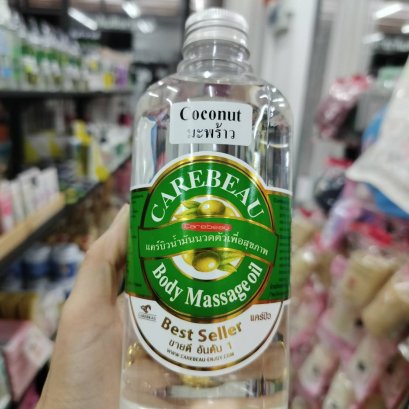 Coconut
มะพร้าว
CAREBEAU
Carebeau
แคร์บิวน้ำมันนวดตัวเพื่อสุขภาพ
Body Massage oil
CAREBEAU
Best Seller
แคร์บิว
ขายดี อันดับ 1
WWW.CAREBEAU-ENJOY.COM